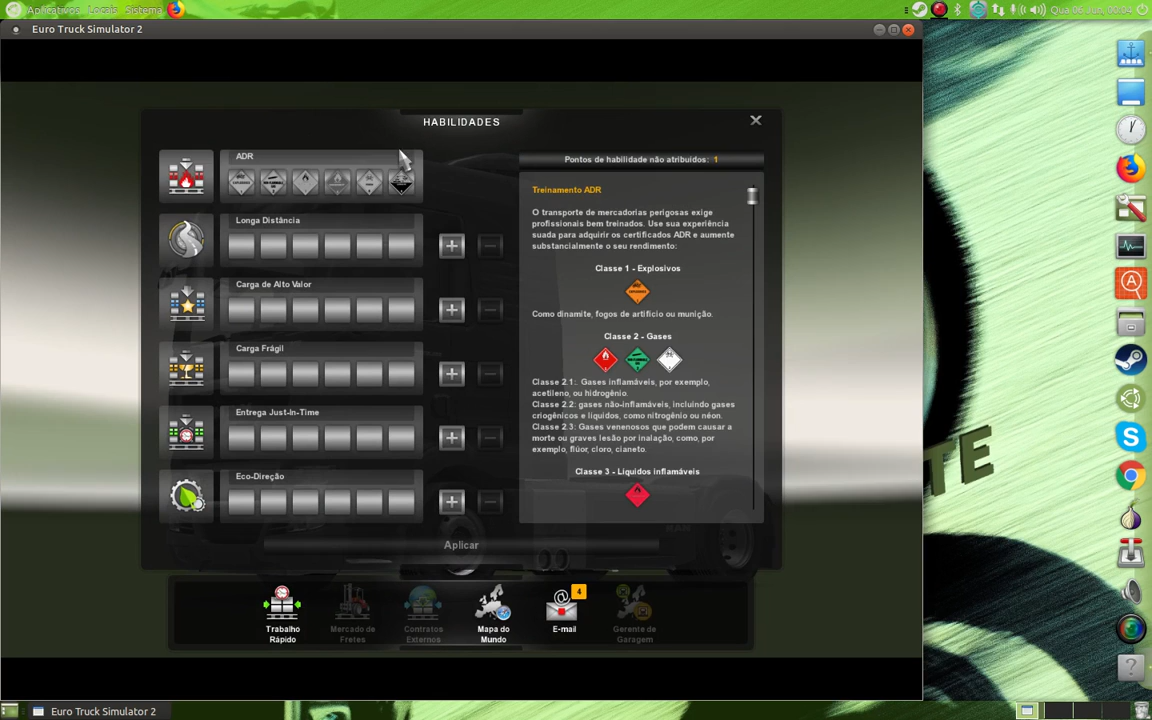 Aplicativos Locais Sistema
Qua 06 Jun, 00:04
Euro Truck Simulator 2
HABILIDADES
ADR
Longa Distância
Carga de Alto Valor
Carga Frágil
Entrega Just-In-Time
Eco-Direção
Pontos de habilidade não atribuídos: 1
Treinamento ADR
O transporte de mercadorias perigosas exige
profissionais bem treinados. Use sua experiência
suada para adquirir os certificados ADR e aumente
substancialmente o seu rendimento:
Classe 1 - Explosivos
Como dinamite, fogos de artifício ou munição.
Classe 2 - Gases
Classe 2.1:. Gases inflamáveis, por exemplo,
acetileno, ou hidrogênio.
Classe 2.2: gases não-inflamáveis, incluindo gases
criogênicos e líquidos, como nitrogênio ou néon.
Classe 2.3: Gases venenosos que podem causar a
morte ou graves lesão por inalação, como, por
exemplo, flúor, cloro, cianeto.
Classe 3 - Líquidos inflamáveis
Aplicar
Trabalho
Rápido
Mercado de
Fretes
Contratos
Externos
Mapa do
Mundo
4
E-mail
Gerente de
Garagem
Euro Truck Simulator 2